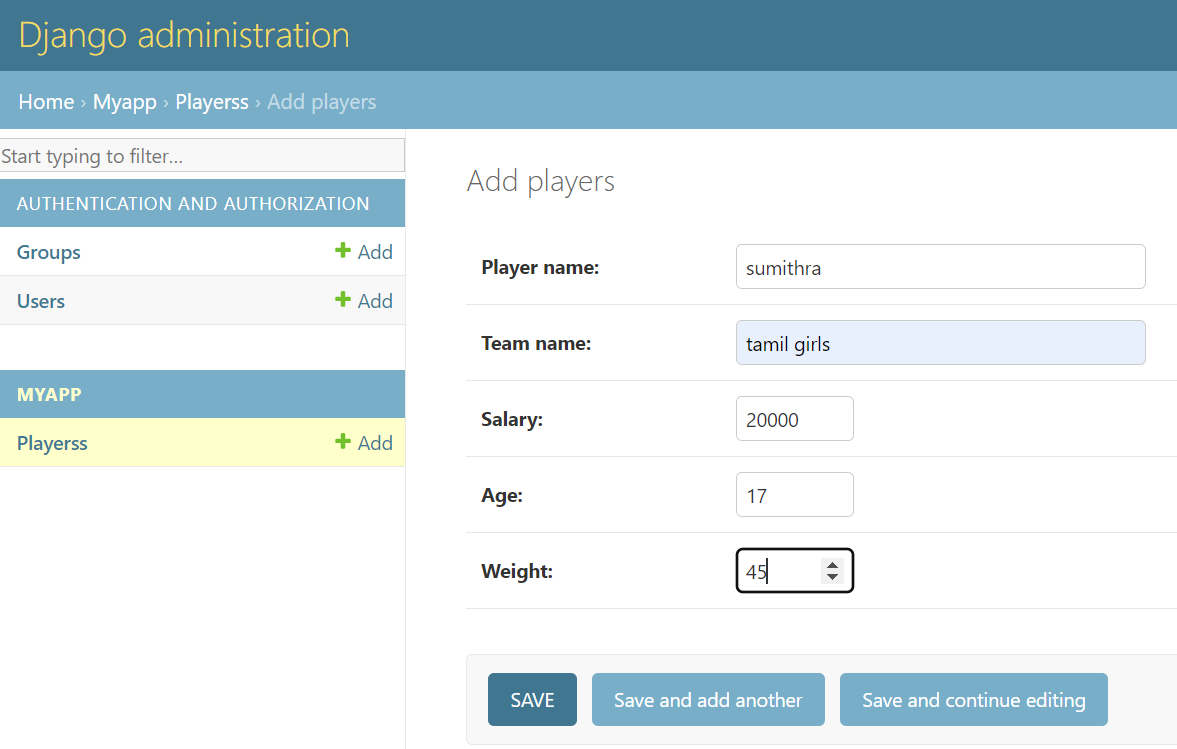 Django administration
Home › Myapp › Playerss › Add players
Start typing to filter...
AUTHENTICATION AND AUTHORIZATION
Groups + Add
Users + Add
MYAPP
Playerss + Add
Add players
Player name: sumithra
Team name: tamil girls
Salary: 20000
Age: 17
Weight: 45
SAVE Save and add another Save and continue editing